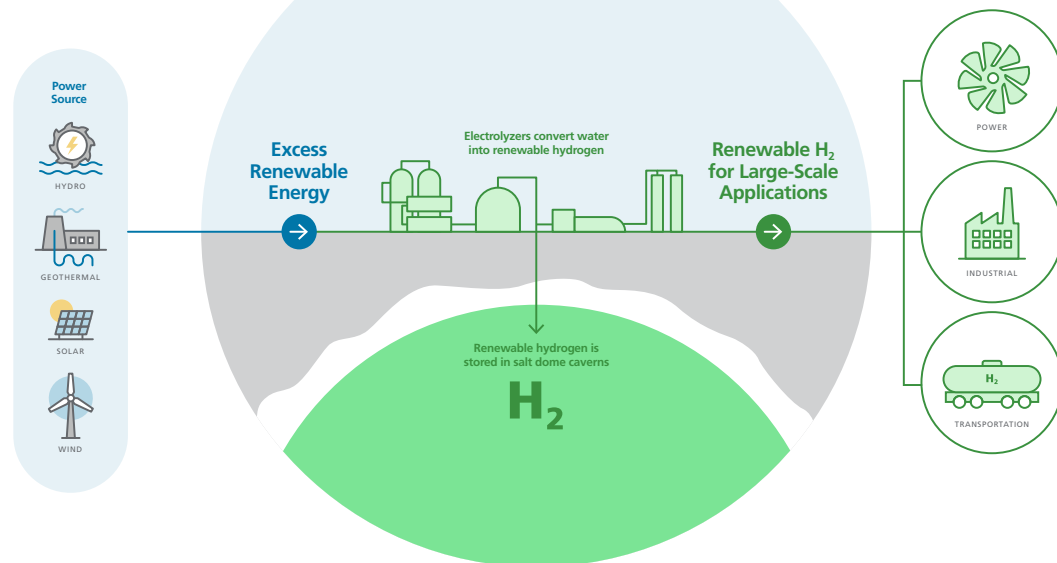 Power
Source
HYDRO
GEOTHERMAL
SOLAR
WIND
Excess
Renewable
Energy
Electrolyzers convert water
into renewable hydrogen
Renewable hydrogen is
stored in salt dome caverns
H₂
Renewable H₂
for Large-Scale
Applications
POWER
INDUSTRIAL
H₂
TRANSPORTATION